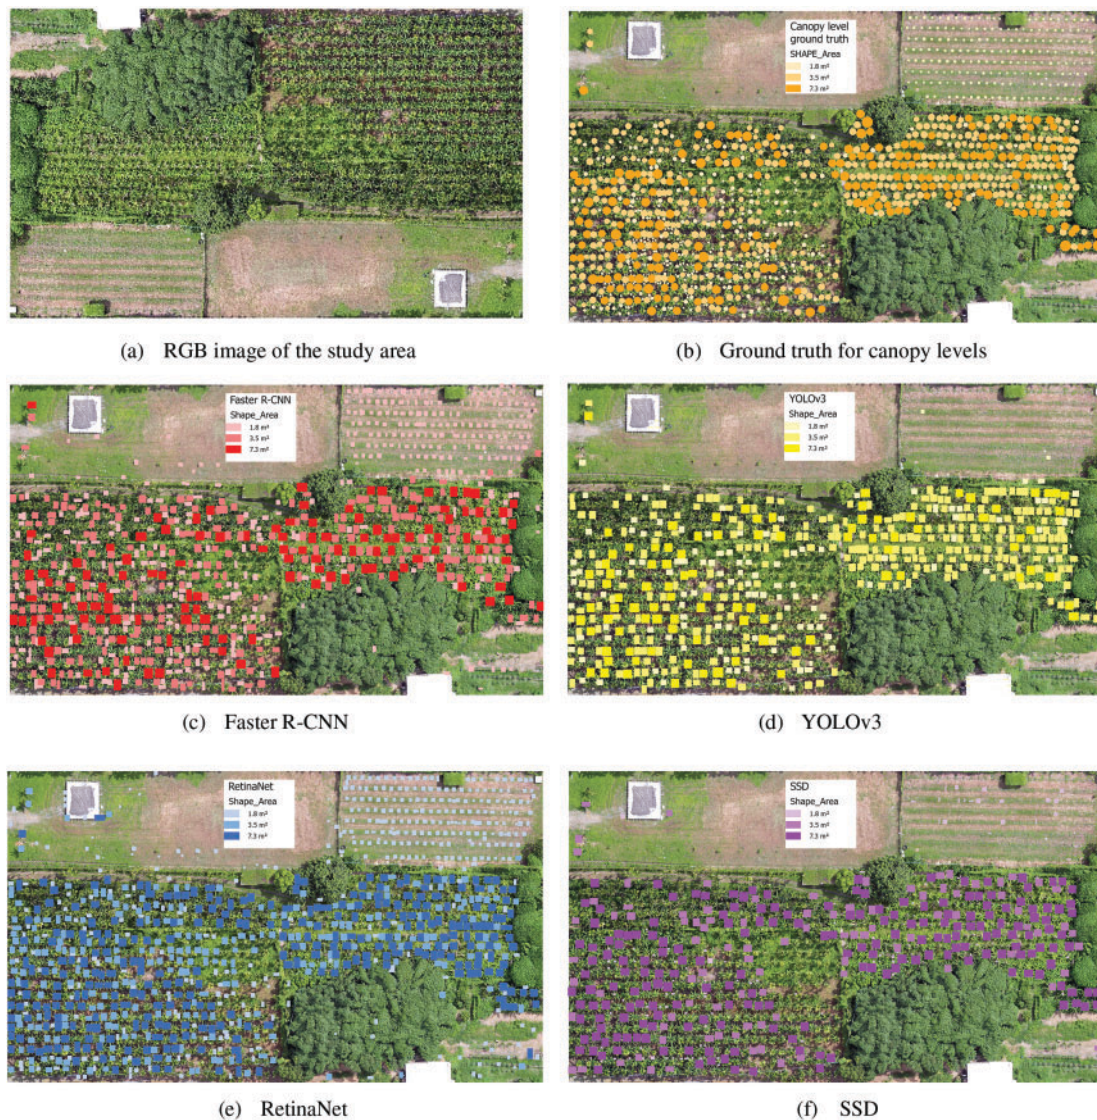 (a) RGB image of the study area
Canopy level
ground truth
SHAPE_Area
1.8 m²
3.5 m²
7.3 m²
(b) Ground truth for canopy levels
Faster R-CNN
Shape_Area
1.8 m²
3.5 m²
7.3 m²
(c) Faster R-CNN
YOLOv3
Shape_Area
1.8 m²
3.5 m²
7.3 m²
(d) YOLOv3
RetinaNet
Shape_Area
1.8 m²
3.5 m²
7.3 m²
(e) RetinaNet
SSD
Shape_Area
1.8 m²
3.5 m²
7.3 m²
(f) SSD